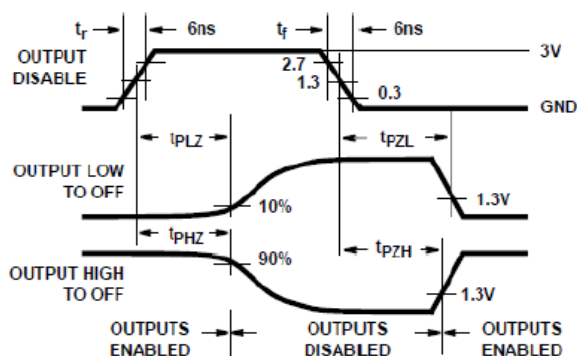 tr 6ns tf 6ns
OUTPUT DISABLE
2.7
1.3
0.3
3V
GND
tPLZ tPZL
OUTPUT LOW TO OFF
10%
1.3V
tPHZ tPZH
OUTPUT HIGH TO OFF
90%
1.3V
OUTPUTS ENABLED
OUTPUTS DISABLED
OUTPUTS ENABLED